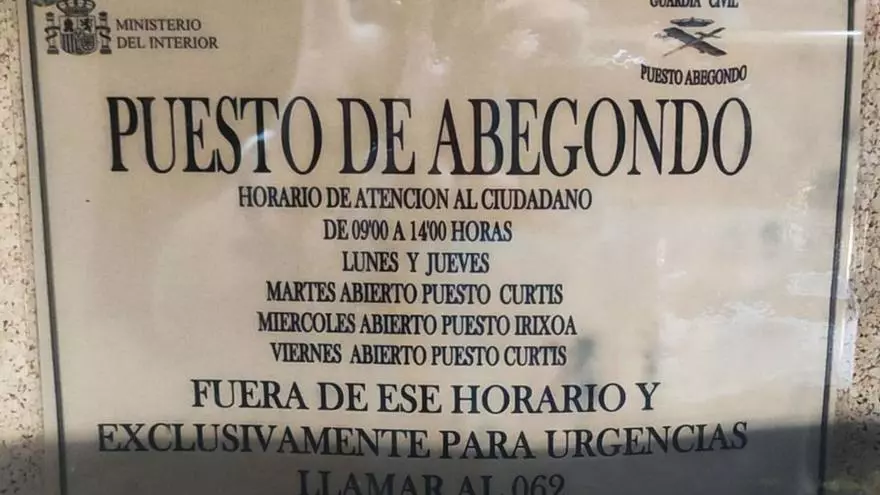 MINISTERIO
DEL INTERIOR
GUARDIA CIVIL
PUESTO ABEGONDO
PUESTO DE ABEGONDO
HORARIO DE ATENCION AL CIUDADANO
DE 09'00 A 14'00 HORAS
LUNES Y JUEVES
MARTES ABIERTO PUESTO CURTIS
MIERCOLES ABIERTO PUESTO IRIXOA
VIERNES ABIERTO PUESTO CURTIS
FUERA DE ESE HORARIO Y
EXCLUSIVAMENTE PARA URGENCIAS
LLAMAR AL 062